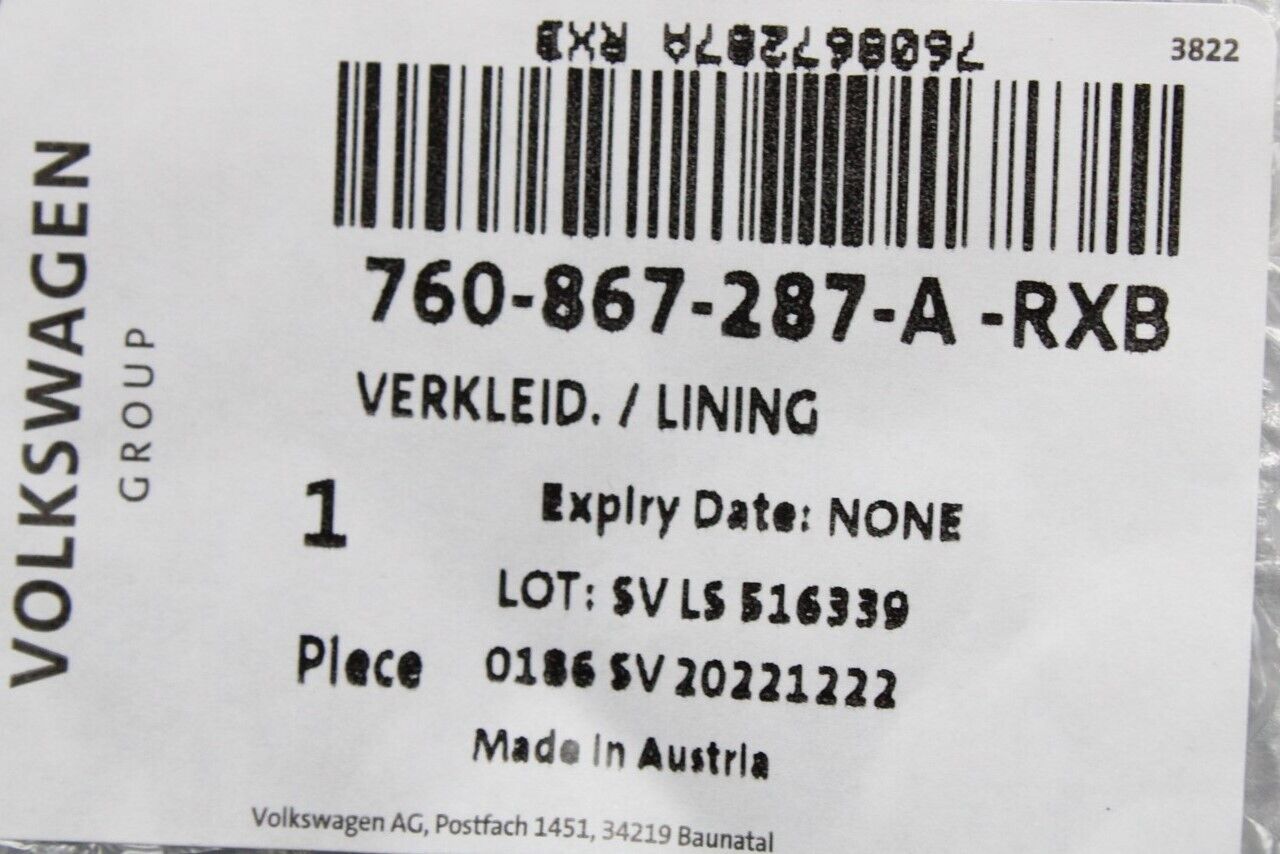 760867287A RXB
3822
VOLKSWAGEN
GROUP
760-867-287-A -RXB
VERKLEID. / LINING
1
Expiry Date: NONE
LOT: SV LS 516339
Piece
0186 SV 20221222
Made in Austria
Volkswagen AG, Postfach 1451, 34219 Baunatal